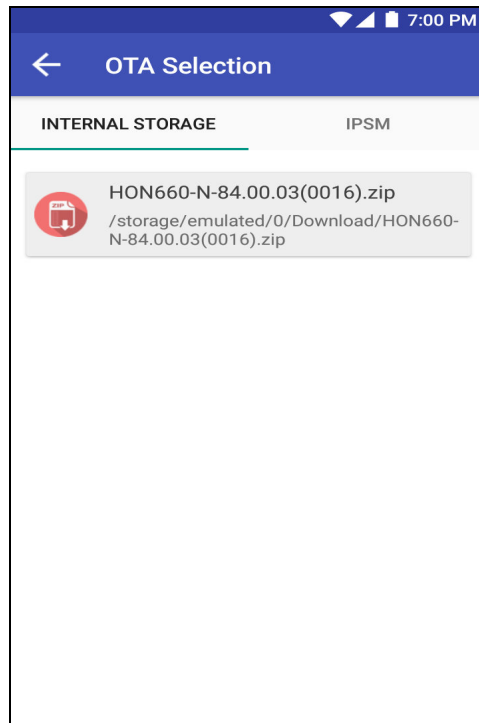 7:00 PM
OTA Selection
INTERNAL STORAGE
IPSM
ZIP
HON660-N-84.00.03(0016).zip
/storage/emulated/0/Download/HON660-
N-84.00.03(0016).zip